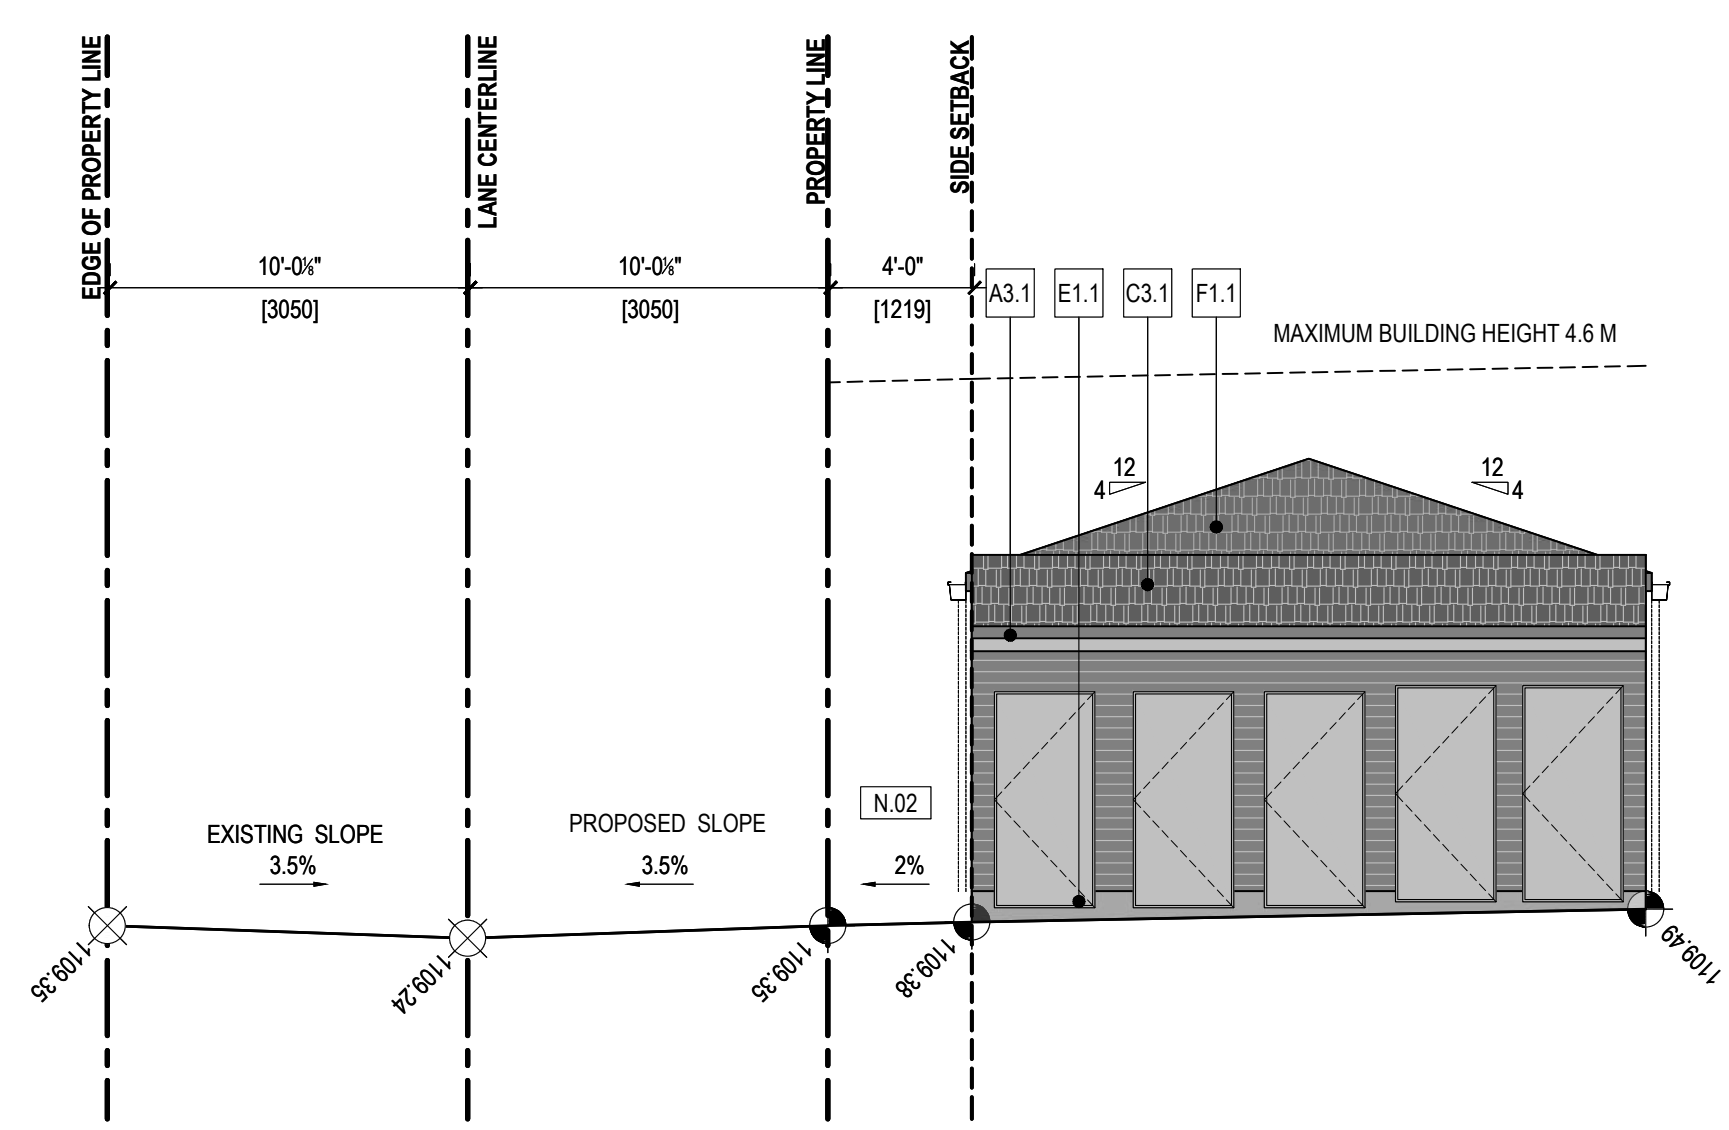 EDGE OF PROPERTY LINE
LANE CENTERLINE
PROPERTY LINE
SIDE SETBACK
10'-0⅛"
[3050]
10'-0⅛"
[3050]
4'-0"
[1219]
A3.1
E1.1
C3.1
F1.1
MAXIMUM BUILDING HEIGHT 4.6 M
12
4
12
4
N.02
EXISTING SLOPE
3.5%
PROPOSED SLOPE
3.5%
2%
1109.35
1109.24
1109.35
1109.38
1109.49